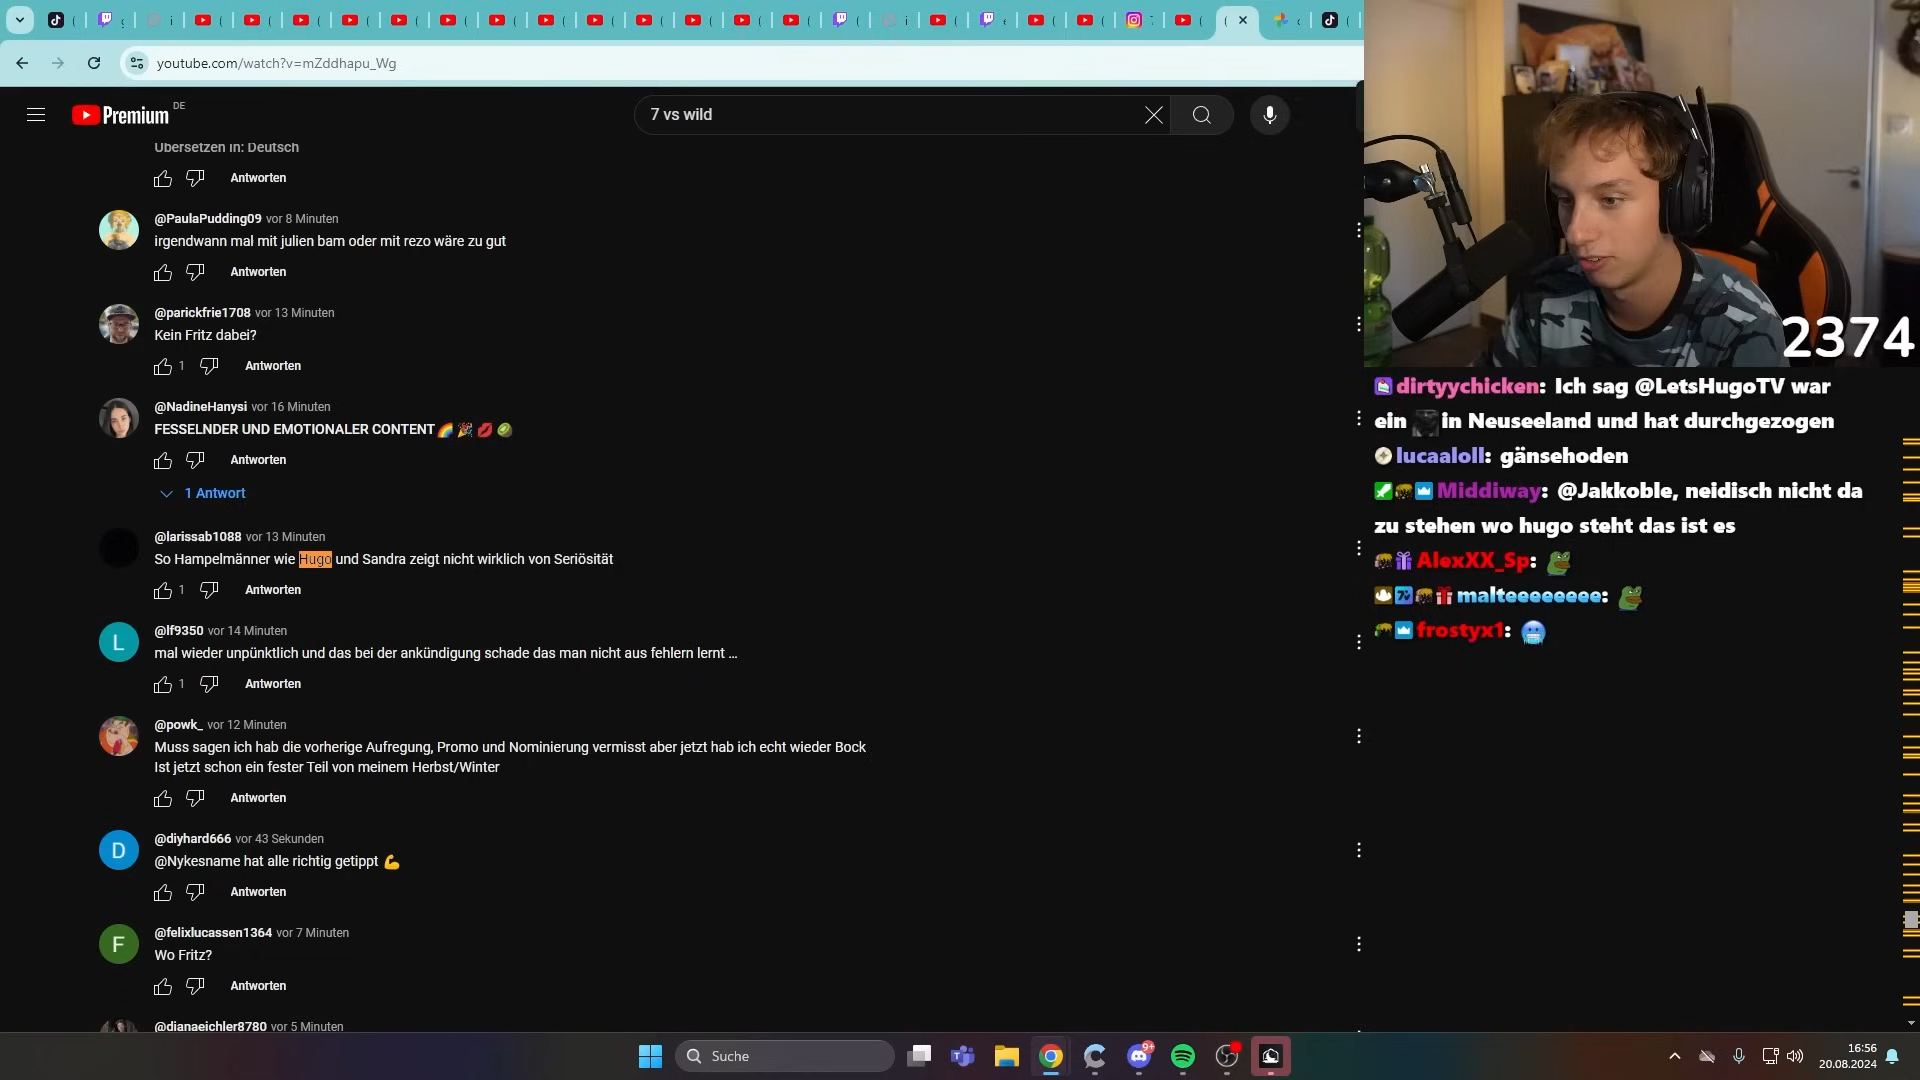 youtube.com/watch?v=mZddhapu_Wg
Premium DE
7 vs wild
Übersetzen in: Deutsch
Antworten
@PaulaPudding09 vor 8 Minuten
irgendwann mal mit julien bam oder mit rezo wäre zu gut
Antworten
@parickfrie1708 vor 13 Minuten
Kein Fritz dabei?
1 Antworten
@NadineHanysi vor 16 Minuten
FESSELNDER UND EMOTIONALER CONTENT🌈🎉💋🥝
Antworten
1 Antwort
@larissab1088 vor 13 Minuten
So Hampelmänner wie Hugo und Sandra zeigt nicht wirklich von Seriösität
1 Antworten
@lf9350 vor 14 Minuten
mal wieder unpünktlich und das bei der ankündigung schade das man nicht aus fehlern lernt ...
1 Antworten
@powk_ vor 12 Minuten
Muss sagen ich hab die vorherige Aufregung, Promo und Nominierung vermisst aber jetzt hab ich echt wieder Bock
Ist jetzt schon ein fester Teil von meinem Herbst/Winter
Antworten
@diyhard666 vor 43 Sekunden
@Nykesname hat alle richtig getippt 💪
Antworten
@felixlucassen1364 vor 7 Minuten
Wo Fritz?
Antworten
@dianaeichler8780 vor 5 Minuten
2374
dirtyychicken: Ich sag @LetsHugoTV war
ein in Neuseeland und hat durchgezogen
lucaaloll: gänsehoden
Middiway: @Jakkoble, neidisch nicht da
zu stehen wo hugo steht das ist es
AlexXX_Sp:
malteeeeeeeee:
frostyx1: 🥶
Suche
9+
16:56
20.08.2024